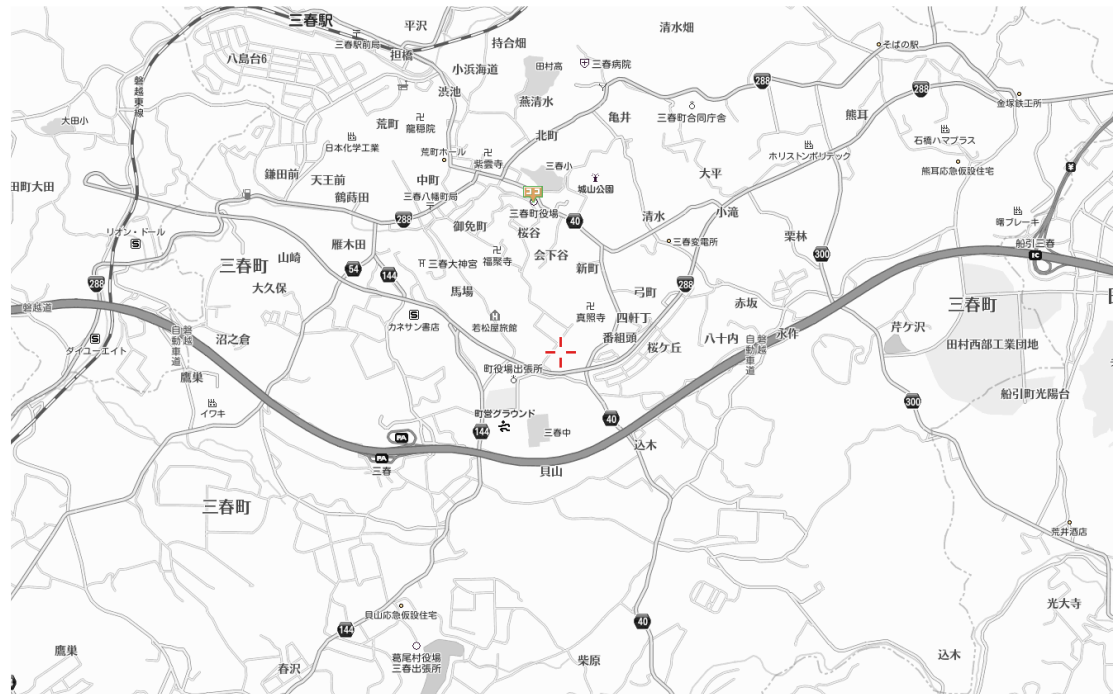 三春駅
平沢
清水畑
三春駅前局
担橋
持合畑
そばの駅
八島台6
小浜海道
田村高
三春病院
磐越東線
渋池
288
288
燕清水
金塚鉄工所
大田小
荒町
龍穏院
亀井
三春町合同庁舎
熊耳
日本化学工業
北町
石橋ハマプラス
荒町ホール
紫雲寺
三春小
ホリストンポリテック
熊耳応急仮設住宅
鎌田前
天王前
中町
城山公園
大平
田町大田
鶴蒔田
三春八幡町局
ココ
三春町役場
288
40
清水
小滝
曙ブレーキ
リオン・ドール
雁木田
御免町
桜谷
三春変電所
栗林
船引三春
三春町
山崎
54
144
三春大神宮
福聚寺
会下谷
新町
300
IC
288
大久保
馬場
弓町
288
赤坂
三春町
磐越道
カネサン書店
若松屋旅館
真照寺
四軒丁
沼之倉
磐越
自動車道
番組頭
八十内
永作
芹ケ沢
ダイユーエイト
桜ケ丘
磐越
自動車道
田村西部工業団地
鷹巣
町役場出張所
船引町光陽台
イワキ
町営グラウンド
40
300
PA
144
三春中
込木
PA
三春
貝山
三春町
荒井酒店
貝山応急仮設住宅
光大寺
144
40
鷹巣
葛尾村役場
三春出張所
春沢
柴原
込木